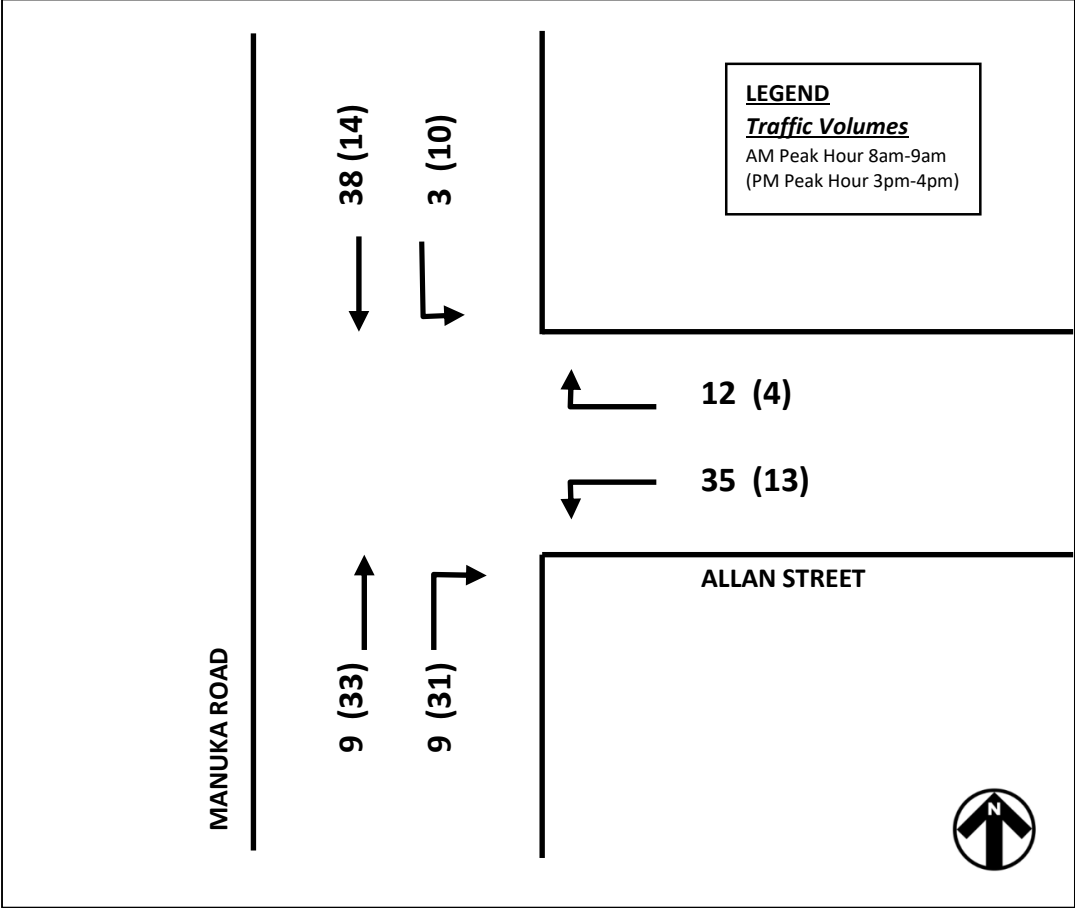 LEGEND
Traffic Volumes
AM Peak Hour 8am-9am
(PM Peak Hour 3pm-4pm)
38 (14)
3 (10)
12 (4)
35 (13)
ALLAN STREET
MANUKA ROAD
9 (33)
9 (31)
N